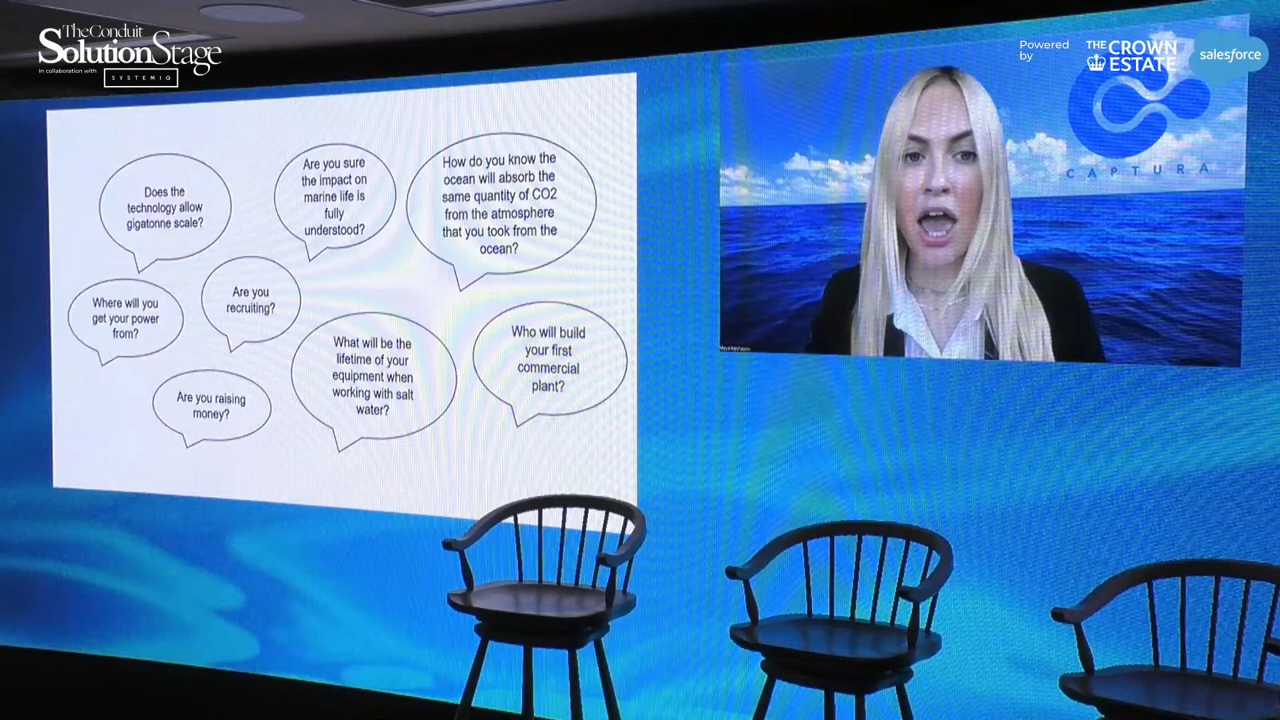 The Conduit
Solution Stage
In collaboration with
SYSTEMIQ
Powered
by
THE
CROWN
ESTATE
salesforce
CAPTURA
Does the
technology allow
gigatonne scale?
Are you sure
the impact on
marine life is
fully
understood?
How do you know the
ocean will absorb the
same quantity of CO2
from the atmosphere
that you took from the
ocean?
Where will you
get your power
from?
Are you
recruiting?
What will be the
lifetime of your
equipment when
working with salt
water?
Who will build
your first
commercial
plant?
Are you raising
money?